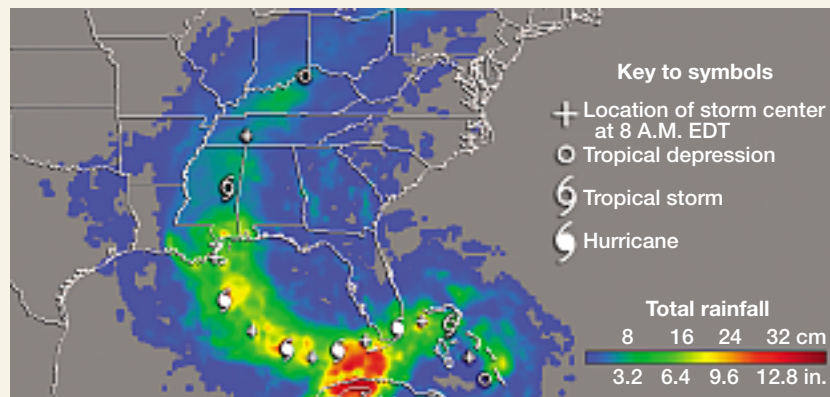 Key to symbols
Location of storm center
at 8 A.M. EDT
Tropical depression
Tropical storm
Hurricane
Total rainfall
8 16 24 32 cm
3.2 6.4 9.6 12.8 in.